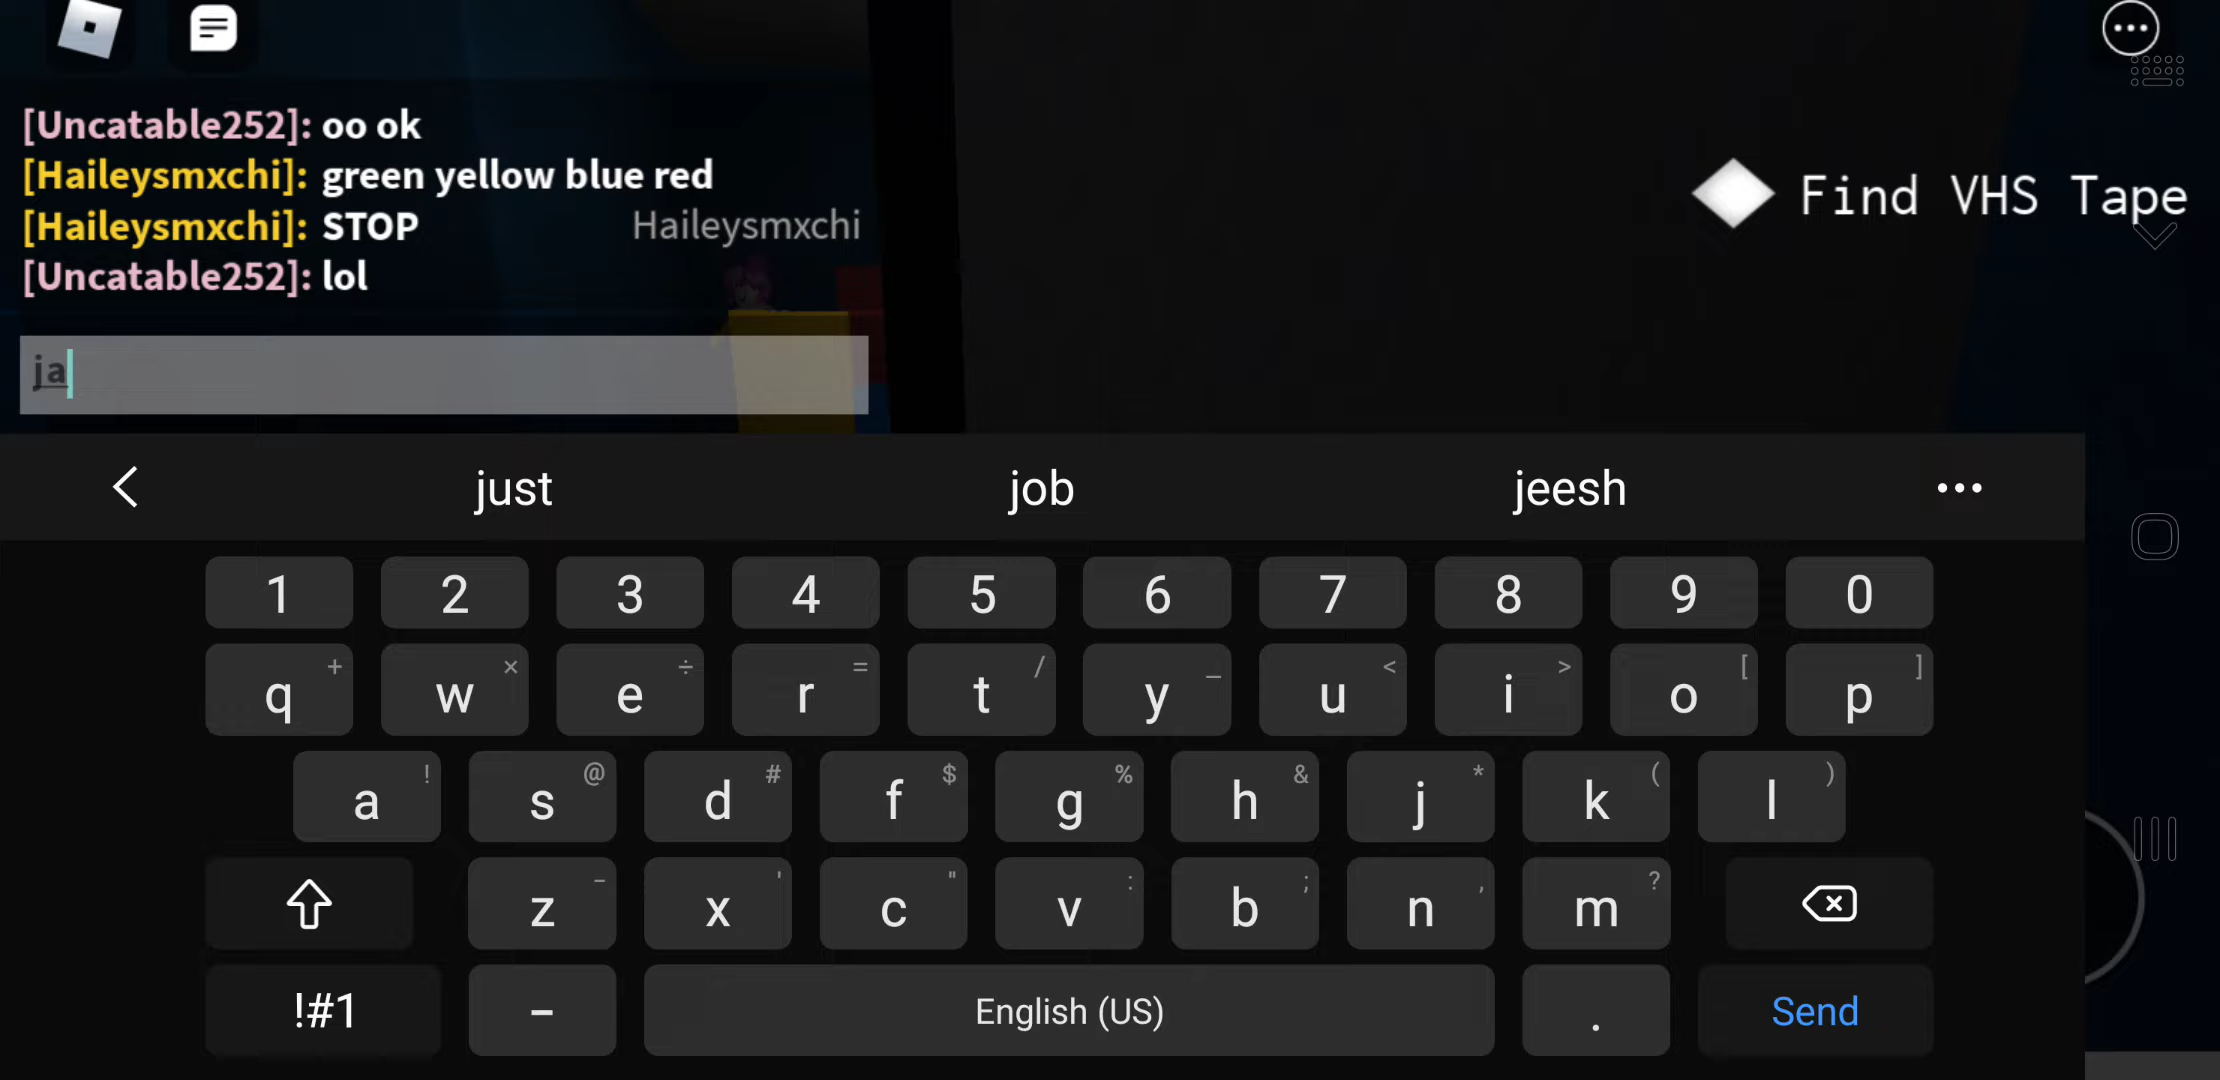 [Uncatable252]: oo ok
[Haileysmxchi]: green yellow blue red
[Haileysmxchi]: STOP
Haileysmxchi
[Uncatable252]: lol
Find VHS Tape
ja
just job jeesh
1 2 3 4 5 6 7 8 9 0
q + w × e ÷ r = t / y _ u < i > o [ p ]
a ! s @ d # f $ g % h & j * k ( l )
z - x ' c " v : b ; n , m ?
!#1 - English (US) . Send